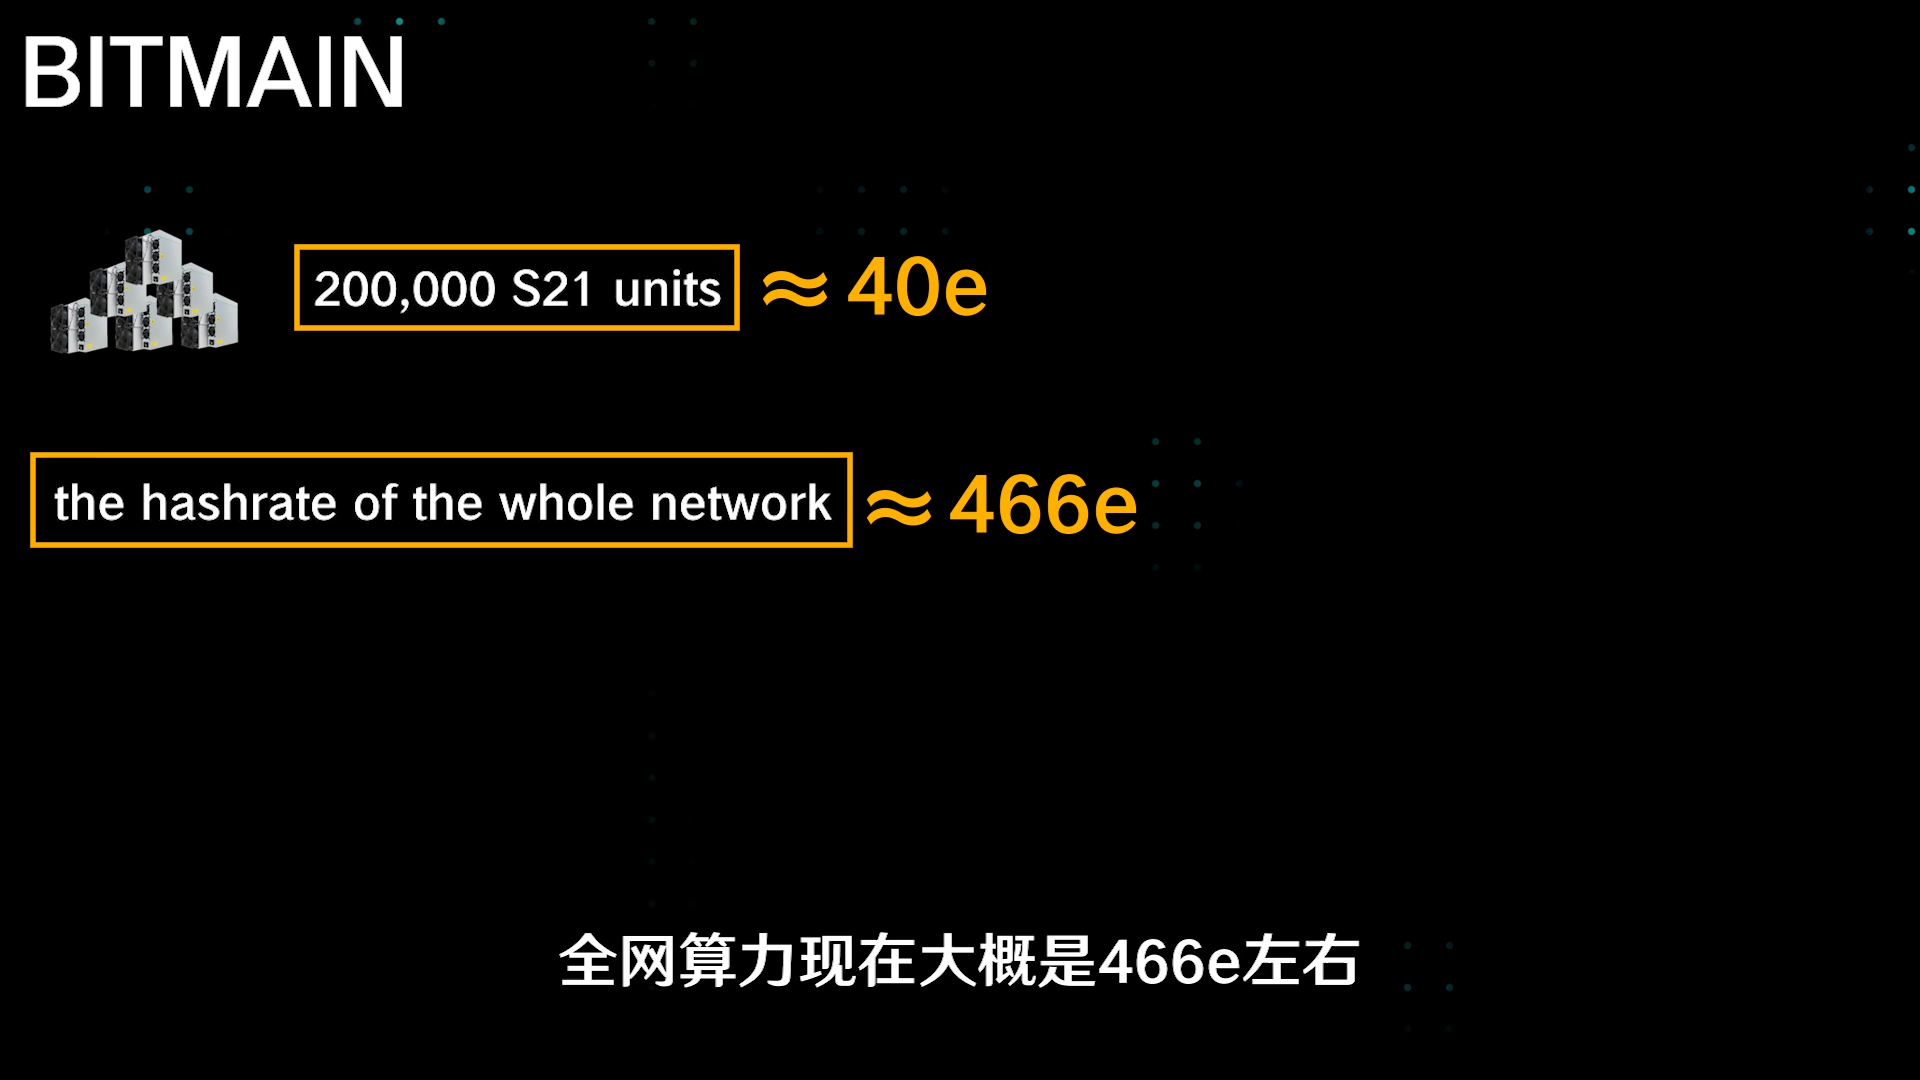 BITMAIN
200,000 S21 units ≈ 40e
the hashrate of the whole network ≈ 466e
全网算力现在大概是466e左右